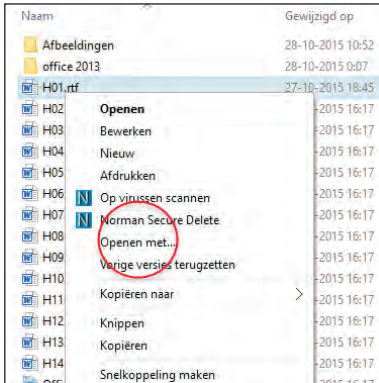 Naam Gewijzigd op
Afbeeldingen 28-10-2015 10:52
office 2013 28-10-2015 0:07
H01.rtf 27-10-2015 18:45
H02 Openen -2015 16:17
H03 Bewerken -2015 16:17
H04 Nieuw -2015 16:17
H05 Afdrukken -2015 16:17
H06 Op virussen scannen -2015 16:17
H07 Norman Secure Delete -2015 16:17
H08 Openen met... -2015 16:17
H09 Vorige versies terugzetten -2015 16:17
H10 -2015 16:17
H11 Kopiëren naar -2015 16:17
H12 Knippen -2015 16:17
H13 Kopiëren -2015 16:17
H14 -2015 16:17
Snelkoppeling maken